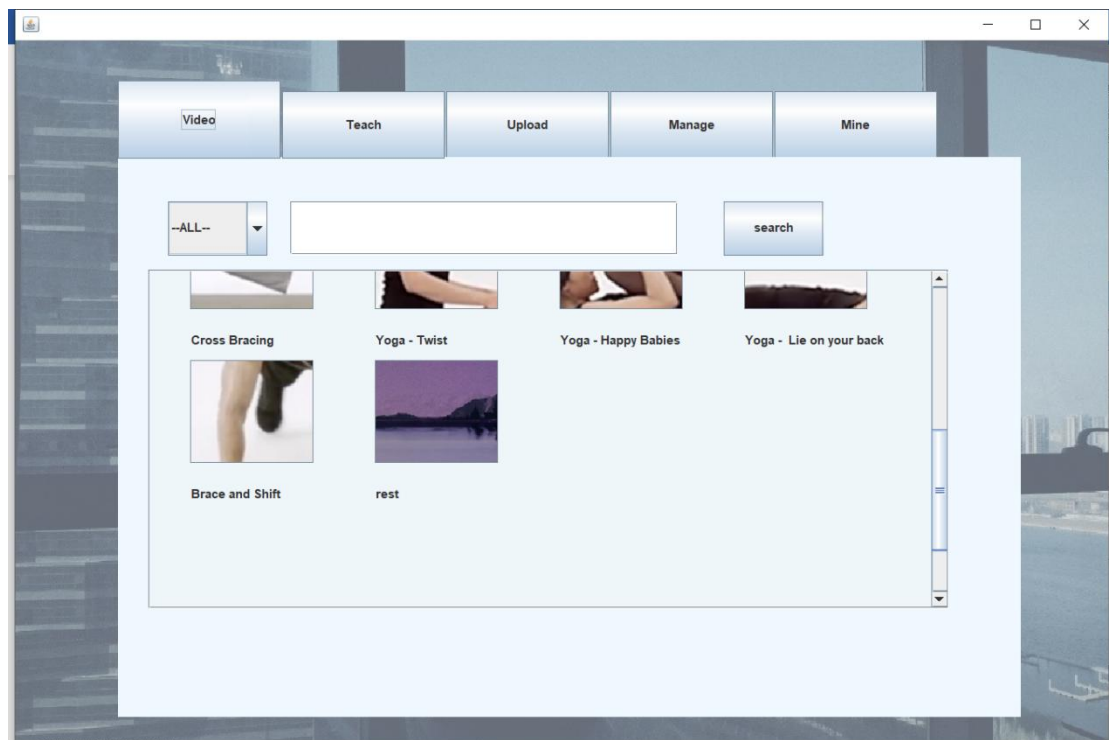 Video
Teach
Upload
Manage
Mine
--ALL--
search
Cross Bracing
Yoga - Twist
Yoga - Happy Babies
Yoga -  Lie on your back
Brace and Shift
rest